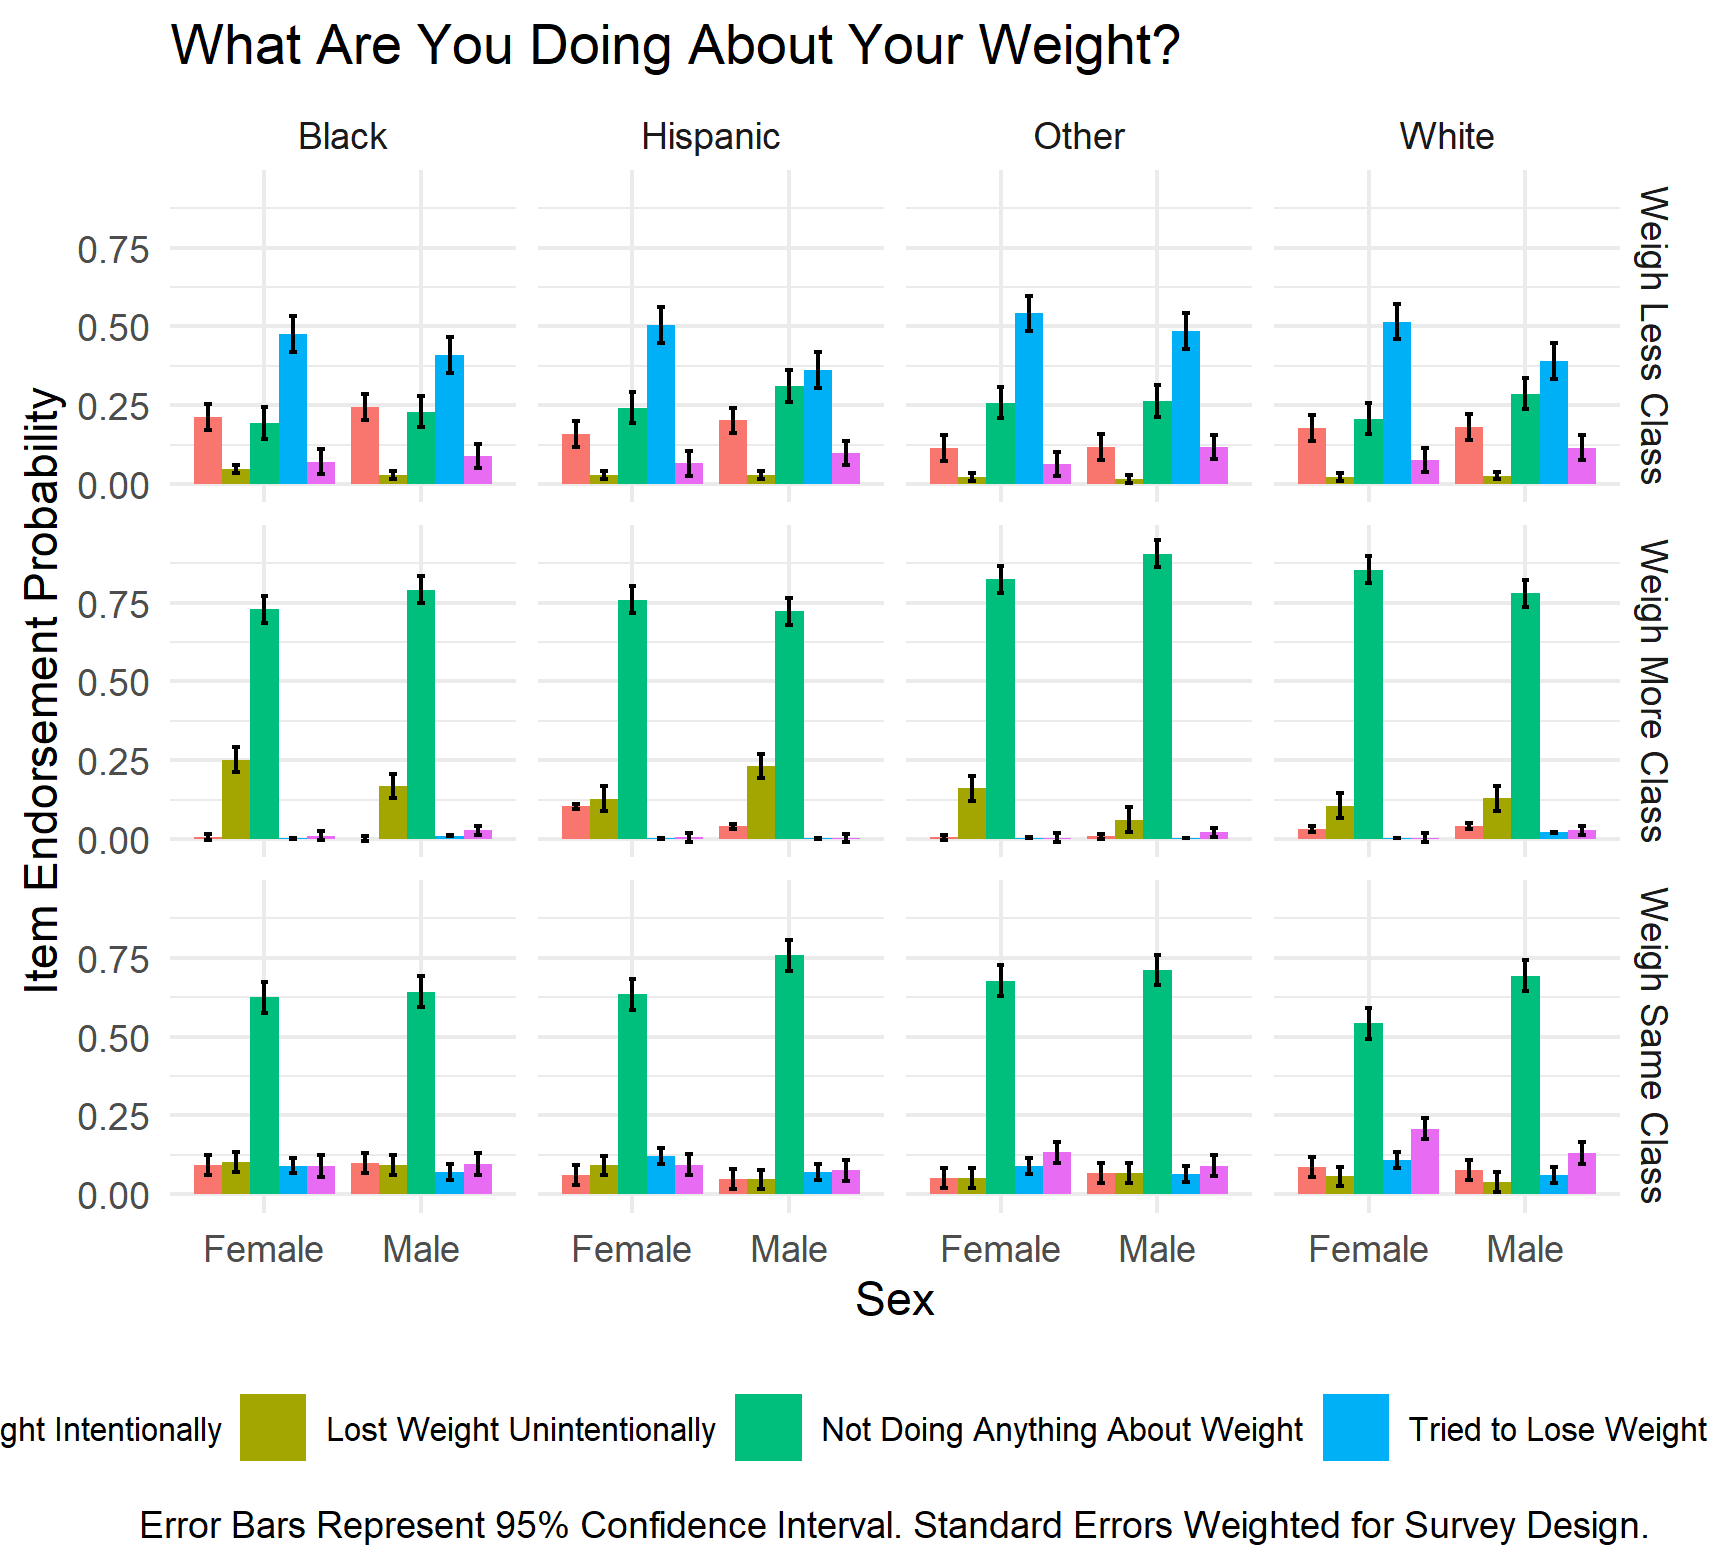 What Are You Doing About Your Weight?
Black Hispanic Other White
Weigh Less Class
0.75
0.50
0.25
0.00
Weigh More Class
0.75
0.50
0.25
0.00
Weigh Same Class
0.75
0.50
0.25
0.00
Item Endorsement Probability
Female Male Female Male Female Male Female Male
Sex
ght Intentionally Lost Weight Unintentionally Not Doing Anything About Weight Tried to Lose Weight
Error Bars Represent 95% Confidence Interval. Standard Errors Weighted for Survey Design.